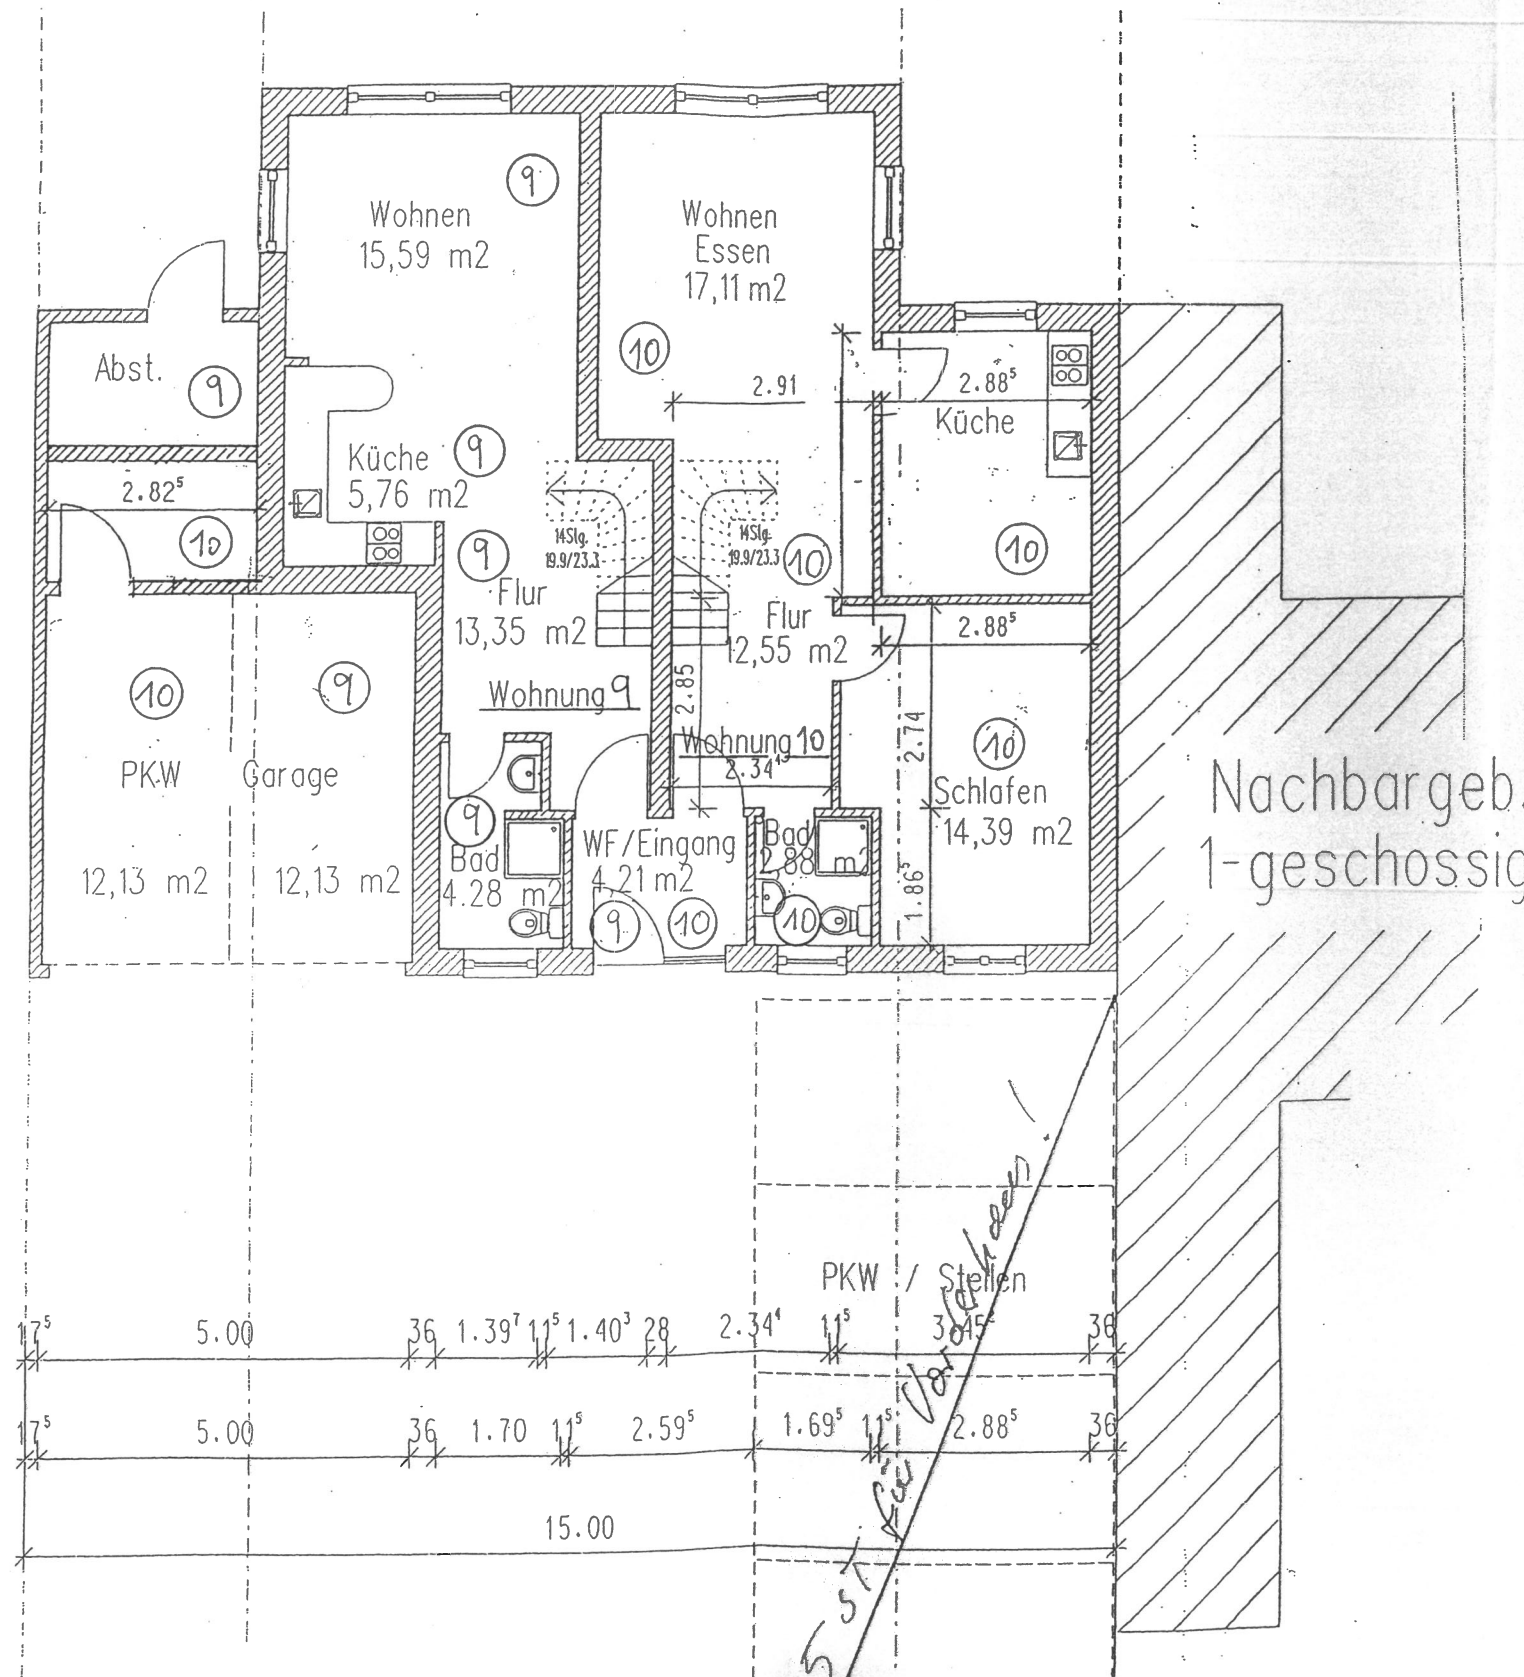 9
Wohnen
15,59 m2
Wohnen
Essen
17,11 m2
10
Abst.
9
2.91
2.88⁵
Küche
Küche
5,76 m2
9
2.82⁵
10
14Stg.
19.9/23.3
14Stg.
19.9/23.3
9
10
10
Flur
13,35 m2
Flur
12,55 m2
2.88⁵
2.85
Wohnung 9
10
9
Wohnung 10
2.34⁴
2.74
10
PKW Garage
Schlafen
14,39 m2
Nachbargeb.
1-geschossig
9
Bad
4.28 m2
WF/Eingang
4,21 m2
Bad
2.88 m2
12,13 m2
12,13 m2
1.86⁵
9
10
10
PKW / Stellen
17⁵ 5.00 36 1.39⁷ 11⁵ 1.40³ 28 2.34⁴ 11⁵ 3.45² 36
17⁵ 5.00 36 1.70 11⁵ 2.59⁵ 1.69⁵ 11⁵ 2.88⁵ 36
15.00
5 ST. für Vorderhaus !